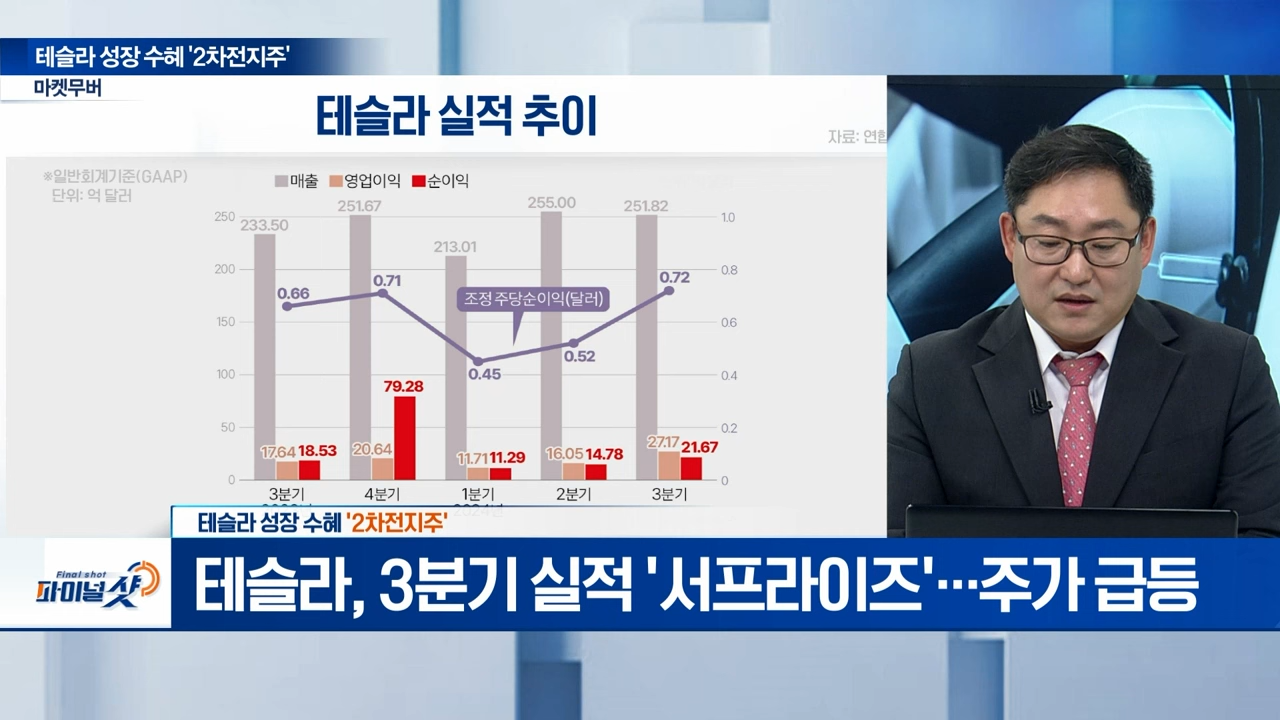 테슬라 성장 수혜 '2차전지주'
마켓무버
테슬라 실적 추이
자료: 연합
※일반회계기준(GAAP)
단위: 억 달러
매출 영업이익 순이익
250
200
150
100
50
0
1.0
0.8
0.6
0.4
0.2
0
233.50
251.67
213.01
255.00
251.82
0.66
0.71
0.45
0.52
0.72
조정 주당순이익(달러)
17.64 18.53
20.64 79.28
11.71 11.29
16.05 14.78
27.17 21.67
3분기 4분기 1분기 2분기 3분기
테슬라 성장 수혜 '2차전지주'
Final shot
파이널샷
테슬라, 3분기 실적 '서프라이즈'…주가 급등